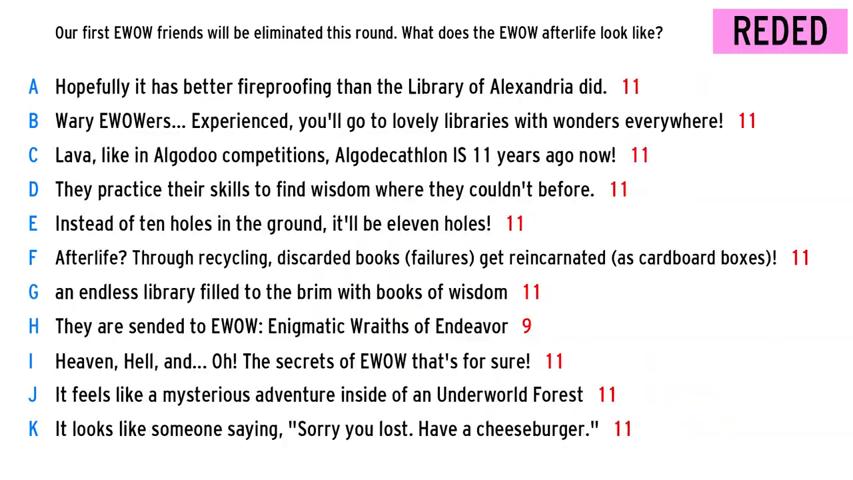 Our first EWOW friends will be eliminated this round. What does the EWOW afterlife look like?
REDED
A Hopefully it has better fireproofing than the Library of Alexandria did. 11
B Wary EWOWers... Experienced, you'll go to lovely libraries with wonders everywhere! 11
C Lava, like in Algodoo competitions, Algodecathlon IS 11 years ago now! 11
D They practice their skills to find wisdom where they couldn't before. 11
E Instead of ten holes in the ground, it'll be eleven holes! 11
F Afterlife? Through recycling, discarded books (failures) get reincarnated (as cardboard boxes)! 11
G an endless library filled to the brim with books of wisdom 11
H They are sended to EWOW: Enigmatic Wraiths of Endeavor 9
I Heaven, Hell, and... Oh! The secrets of EWOW that's for sure! 11
J It feels like a mysterious adventure inside of an Underworld Forest 11
K It looks like someone saying, "Sorry you lost. Have a cheeseburger." 11